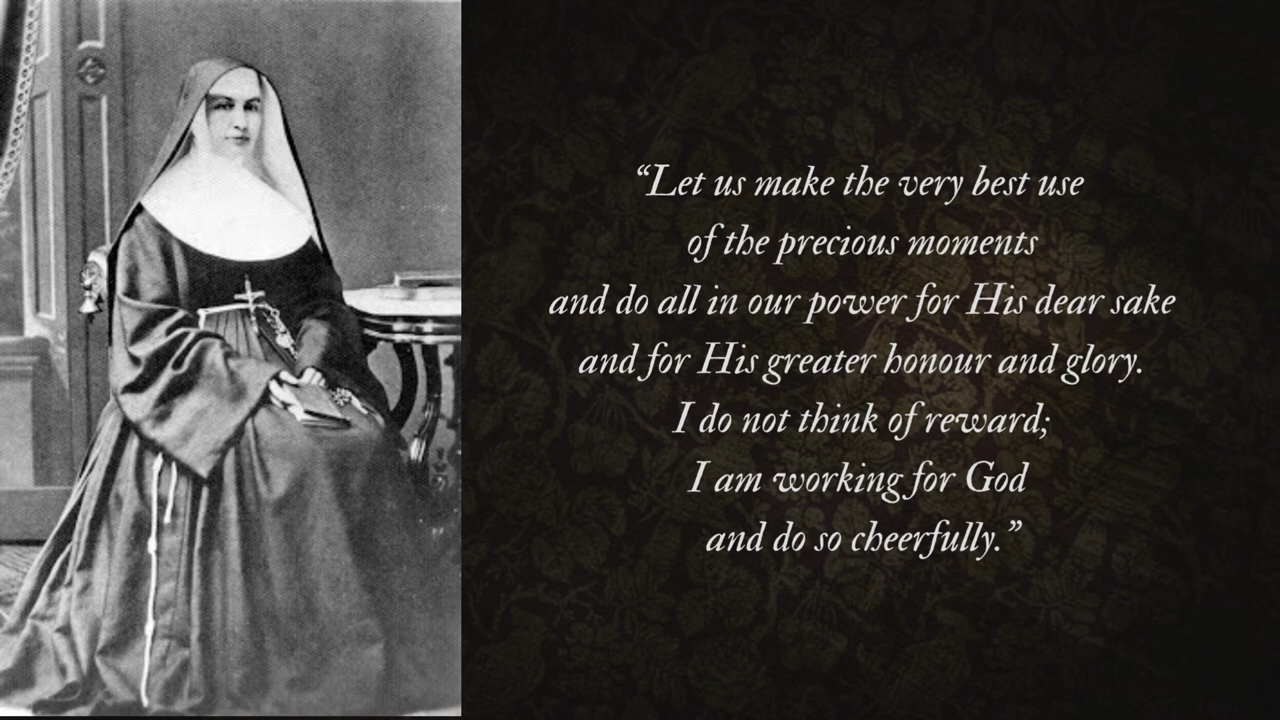 “Let us make the very best use
of the precious moments
and do all in our power for His dear sake
and for His greater honour and glory.
I do not think of reward;
I am working for God
and do so cheerfully.”